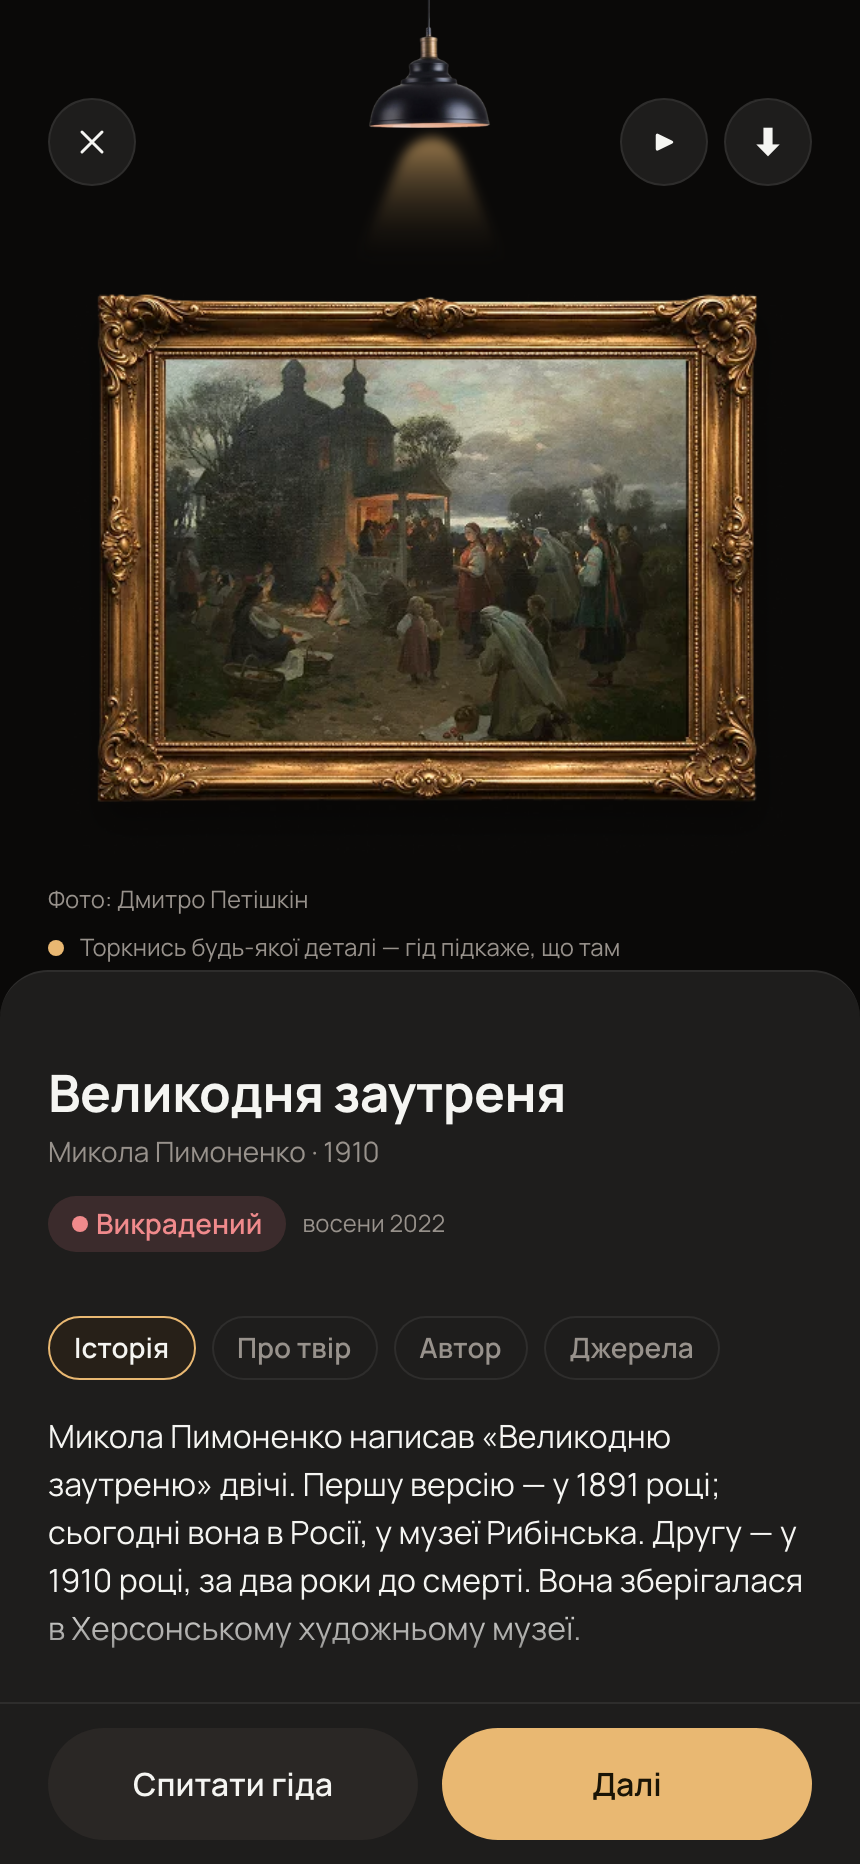 Фото: Дмитро Петішкін
Торкнись будь-якої деталі — гід підкаже, що там
Великодня заутреня
Микола Пимоненко · 1910
Викрадений восени 2022
Історія Про твір Автор Джерела
Микола Пимоненко написав «Великодню
заутреню» двічі. Першу версію — у 1891 році;
сьогодні вона в Росії, у музеї Рибінська. Другу — у
1910 році, за два роки до смерті. Вона зберігалася
в Херсонському художньому музеї.
Спитати гіда Далі